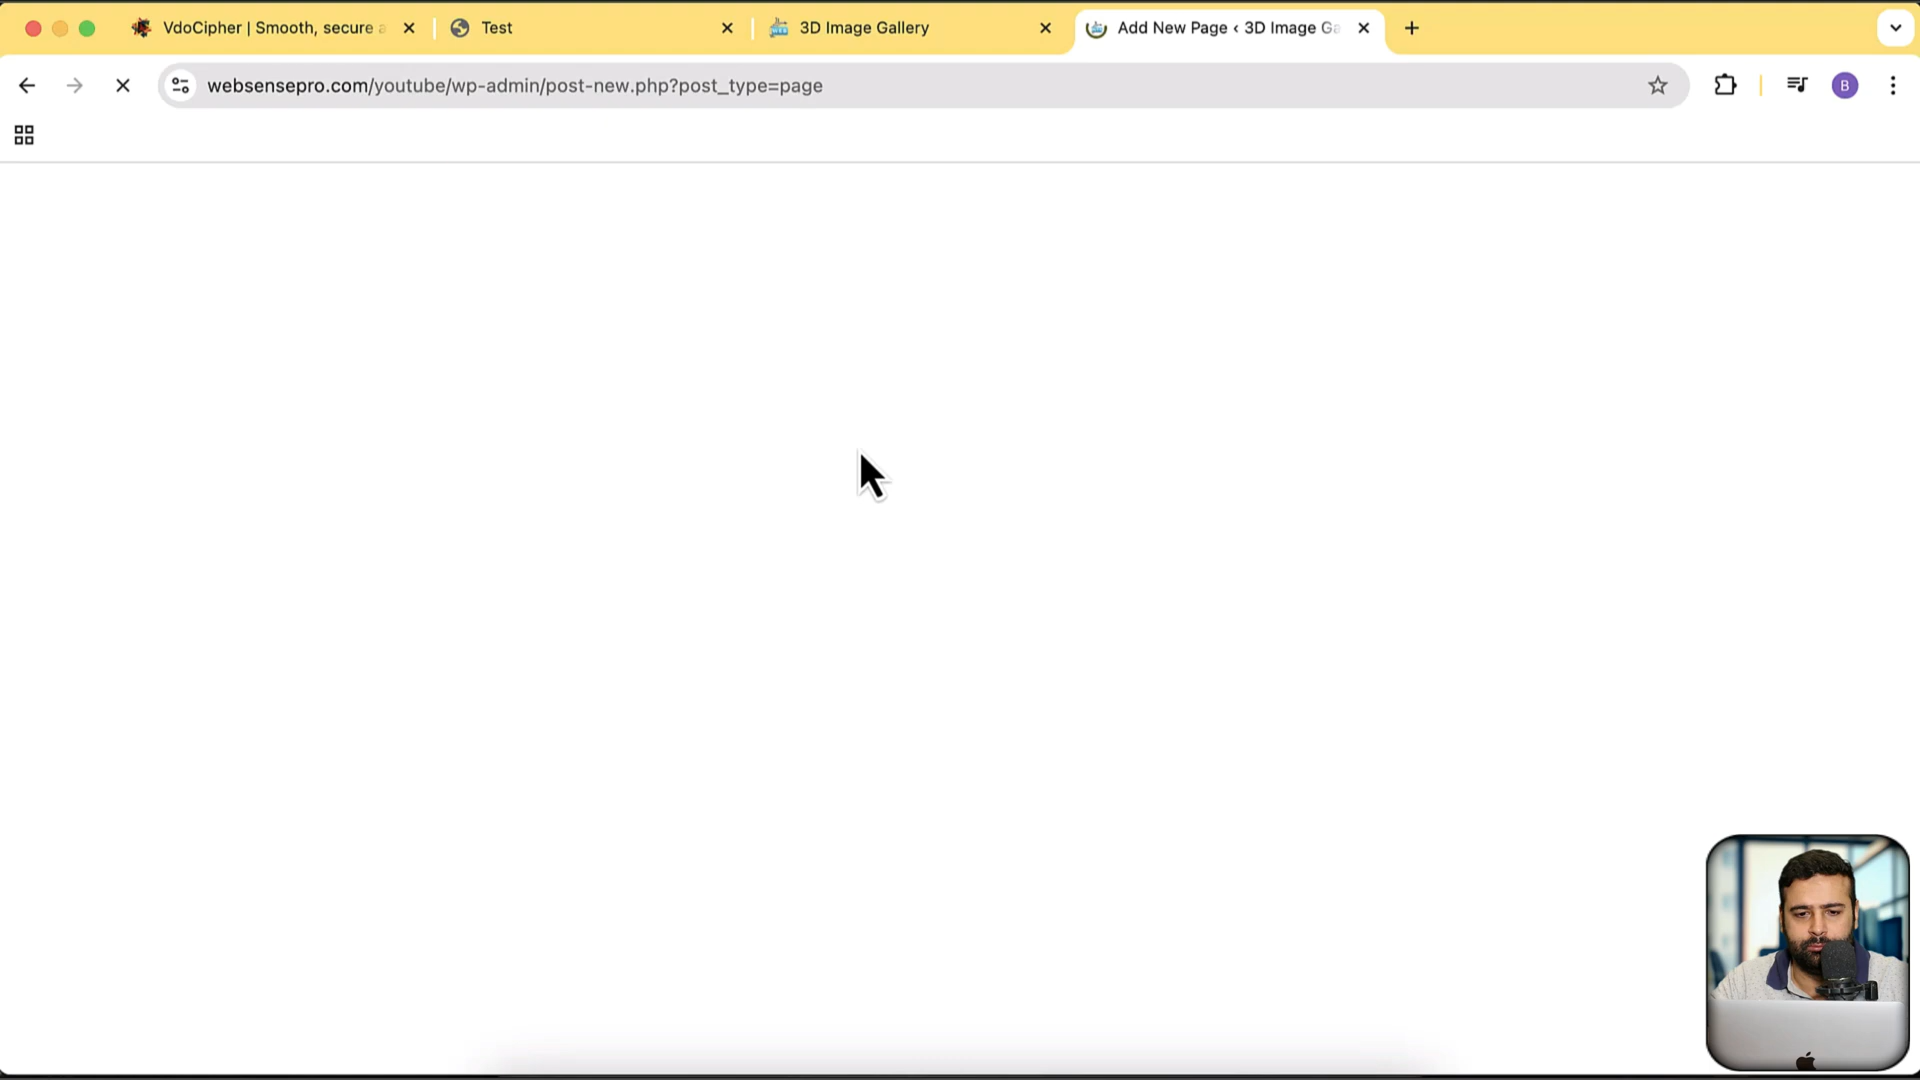 VdoCipher | Smooth, secure a
Test
3D Image Gallery
Add New Page ‹ 3D Image Ga
websensepro.com/youtube/wp-admin/post-new.php?post_type=page
B